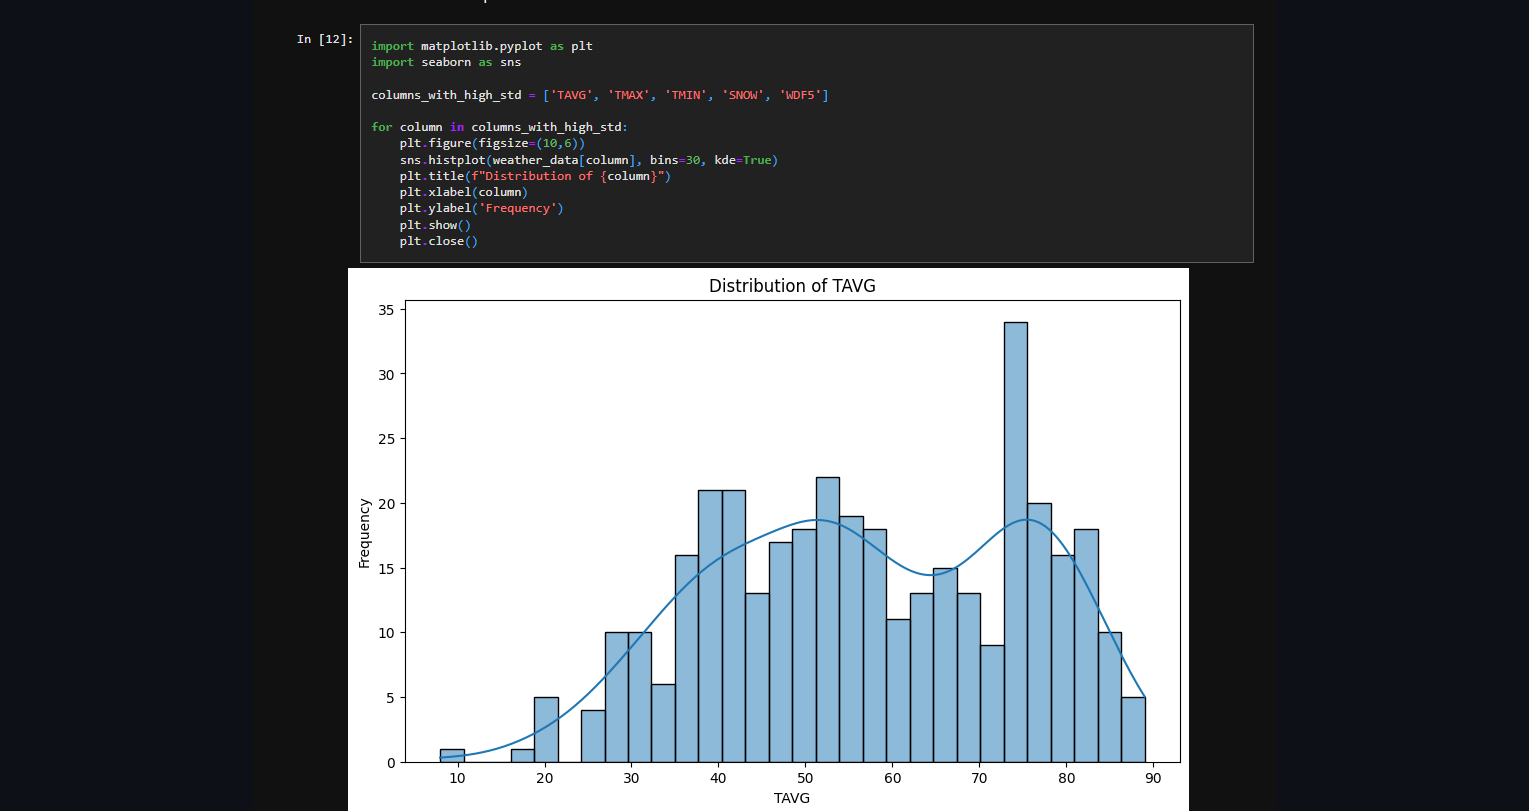 In [12]:
import matplotlib.pyplot as plt
import seaborn as sns
columns_with_high_std = ['TAVG', 'TMAX', 'TMIN', 'SNOW', 'WDF5']
for column in columns_with_high_std:
    plt.figure(figsize=(10,6))
    sns.histplot(weather_data[column], bins=30, kde=True)
    plt.title(f"Distribution of {column}")
    plt.xlabel(column)
    plt.ylabel('Frequency')
    plt.show()
    plt.close()
Distribution of TAVG
35
30
25
20
15
10
5
0
Frequency
10 20 30 40 50 60 70 80 90
TAVG